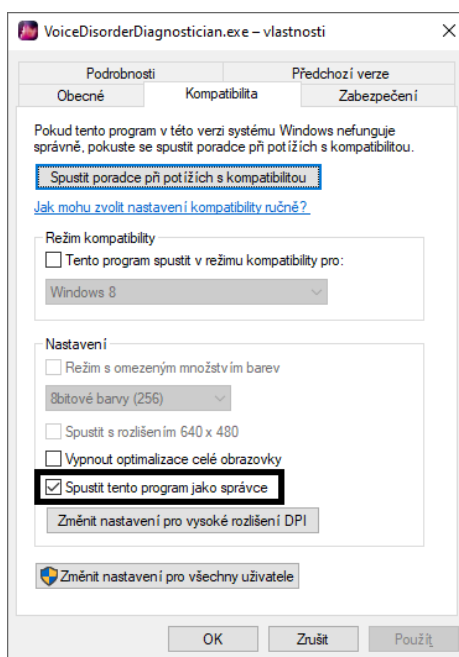 VoiceDisorderDiagnostician.exe – vlastnosti
Podrobnosti
Předchozí verze
Obecné
Kompatibilita
Zabezpečení
Pokud tento program v této verzi systému Windows nefunguje
správně, pokuste se spustit poradce při potížích s kompatibilitou.
Spustit poradce při potížích s kompatibilitou
Jak mohu zvolit nastavení kompatibility ručně?
Režim kompatibility
Tento program spustit v režimu kompatibility pro:
Windows 8
Nastavení
Režim s omezeným množstvím barev
8bitové barvy (256)
Spustit s rozlišením 640 x 480
Vypnout optimalizace celé obrazovky
Spustit tento program jako správce
Změnit nastavení pro vysoké rozlišení DPI
Změnit nastavení pro všechny uživatele
OK
Zrušit
Použít